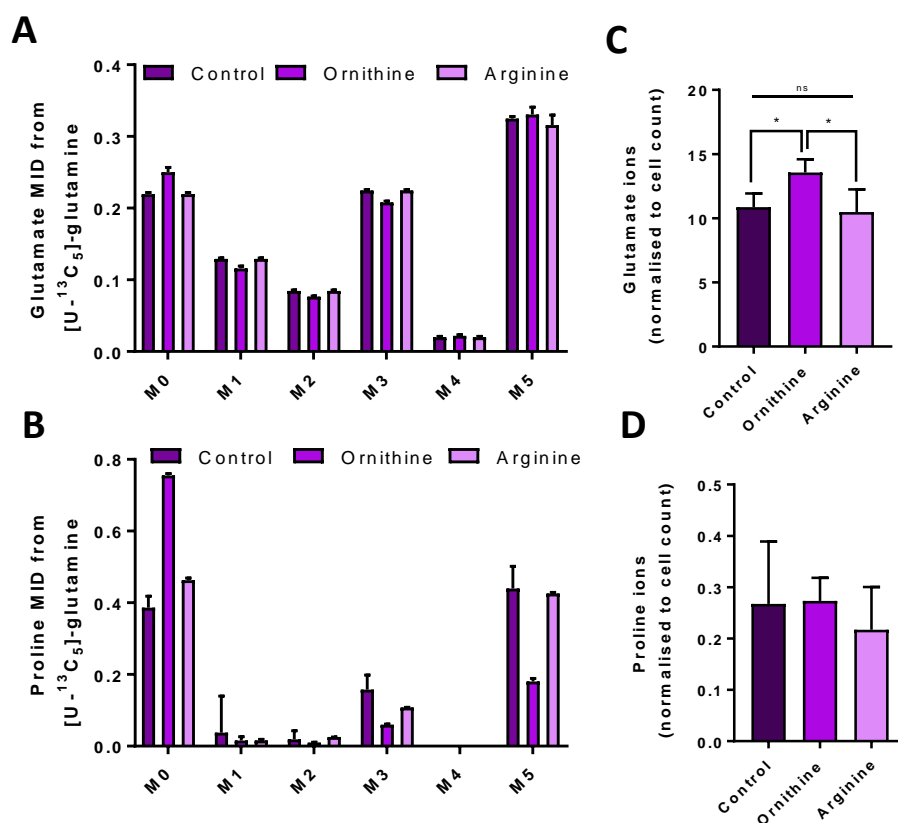 A
Control Ornithine Arginine
Glutamate MID from
[U-¹³C₅]-glutamine
0.4
0.3
0.2
0.1
0.0
M0 M1 M2 M3 M4 M5
B
Control Ornithine Arginine
Proline MID from
[U-¹³C₅]-glutamine
0.8
0.6
0.4
0.2
0.0
M0 M1 M2 M3 M4 M5
C
Glutamate ions
(normalised to cell count)
20
15
10
5
0
ns
* *
Control Ornithine Arginine
D
Proline ions
(normalised to cell count)
0.5
0.4
0.3
0.2
0.1
0.0
Control Ornithine Arginine